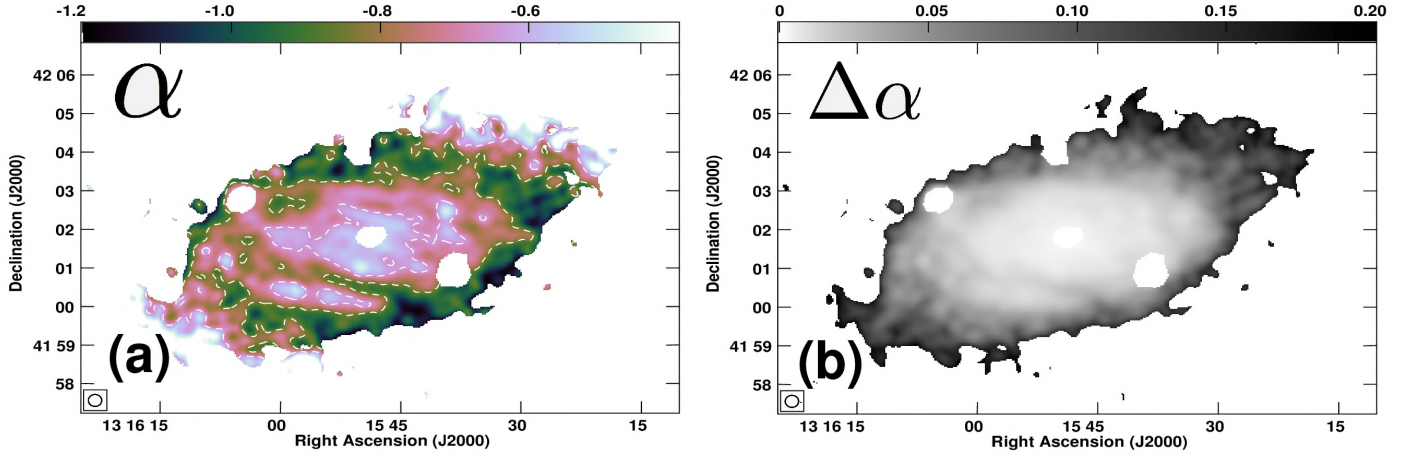 -1.2 -1.0 -0.8 -0.6
α
42 06
05
04
03
02
01
00
41 59
58
Declination (J2000)
(a)
13 16 15 00 15 45 30 15
Right Ascension (J2000)
0 0.05 0.10 0.15 0.20
Δα
42 06
05
04
03
02
01
00
41 59
58
Declination (J2000)
(b)
13 16 15 00 15 45 30 15
Right Ascension (J2000)